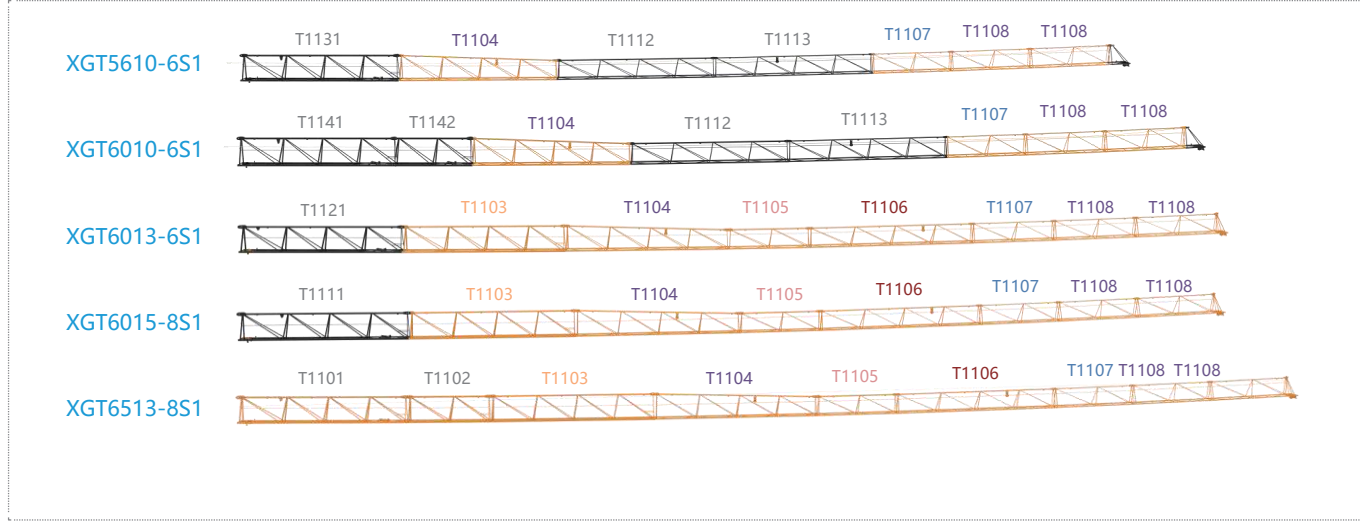 T1131 T1104 T1112 T1113 T1107 T1108 T1108
XGT5610-6S1
T1141 T1142 T1104 T1112 T1113 T1107 T1108 T1108
XGT6010-6S1
T1121 T1103 T1104 T1105 T1106 T1107 T1108 T1108
XGT6013-6S1
T1111 T1103 T1104 T1105 T1106 T1107 T1108 T1108
XGT6015-8S1
T1101 T1102 T1103 T1104 T1105 T1106 T1107 T1108 T1108
XGT6513-8S1